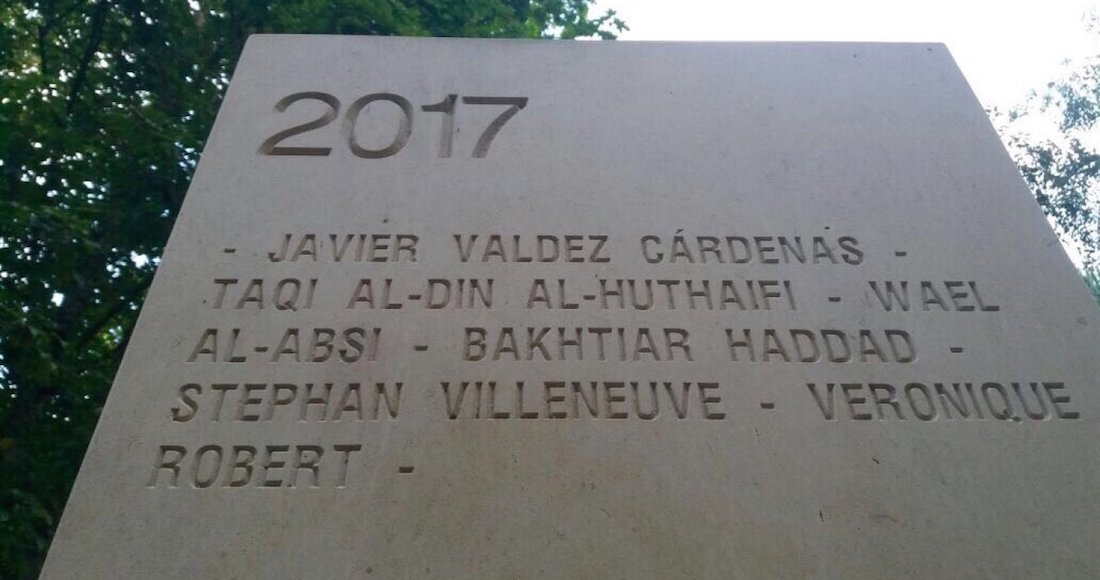 2017
- JAVIER VALDEZ CÁRDENAS -
TAQI AL-DIN AL-HUTHAIFI - WAEL
AL-ABSI - BAKHTIAR HADDAD -
STEPHAN VILLENEUVE - VERONIQUE
ROBERT -